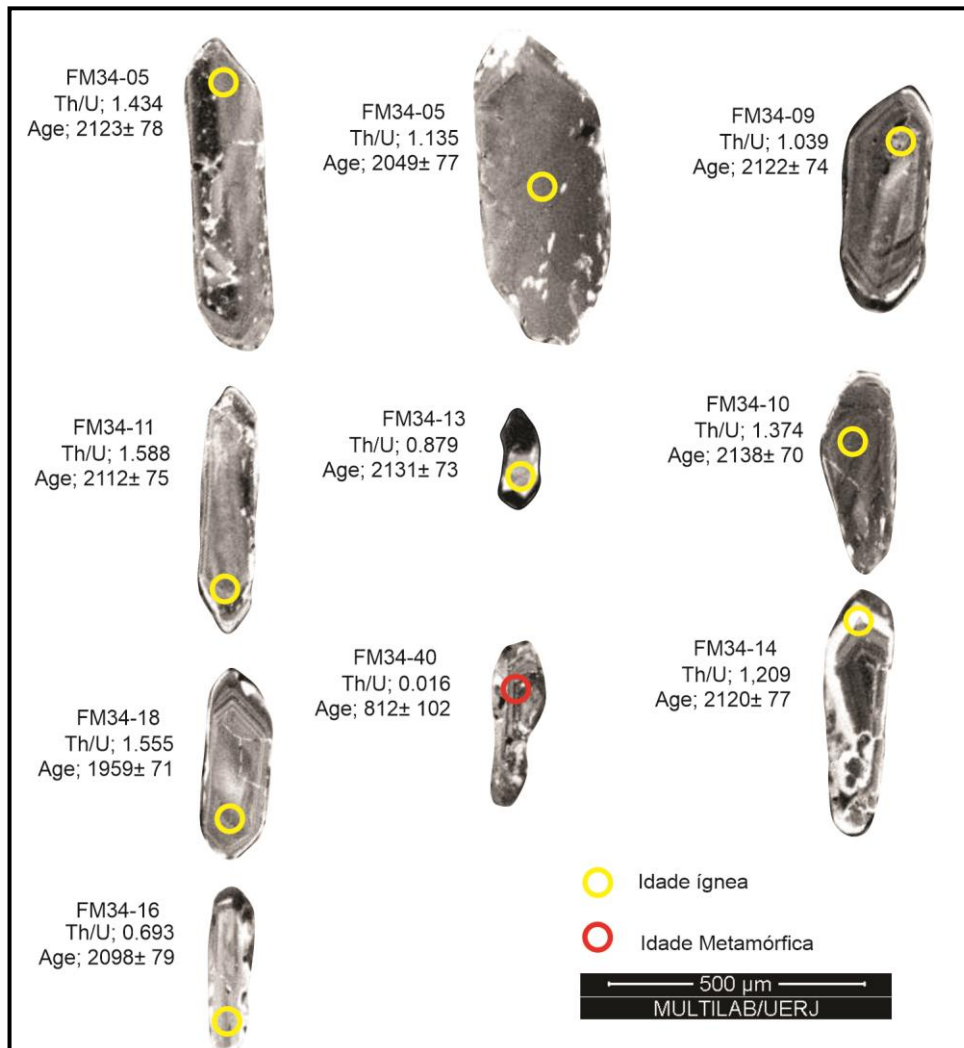 FM34-05
Th/U; 1.434
Age; 2123± 78
FM34-05
Th/U; 1.135
Age; 2049± 77
FM34-09
Th/U; 1.039
Age; 2122± 74
FM34-11
Th/U; 1.588
Age; 2112± 75
FM34-13
Th/U; 0.879
Age; 2131± 73
FM34-10
Th/U; 1.374
Age; 2138± 70
FM34-18
Th/U; 1.555
Age; 1959± 71
FM34-40
Th/U; 0.016
Age; 812± 102
FM34-14
Th/U; 1,209
Age; 2120± 77
FM34-16
Th/U; 0.693
Age; 2098± 79
Idade ígnea
Idade Metamórfica
500 µm
MULTILAB/UERJ